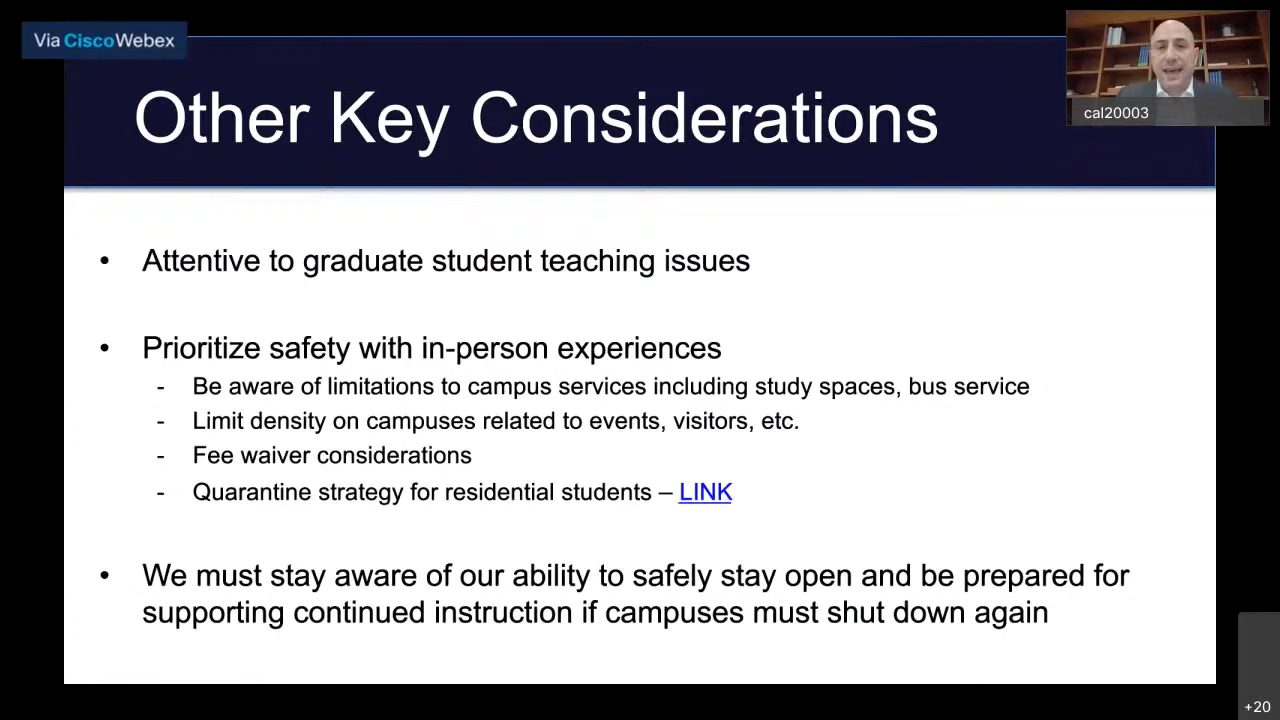 Via CiscoWebex
Other Key Considerations
cal20003
• Attentive to graduate student teaching issues
• Prioritize safety with in-person experiences
- Be aware of limitations to campus services including study spaces, bus service
- Limit density on campuses related to events, visitors, etc.
- Fee waiver considerations
- Quarantine strategy for residential students – LINK
• We must stay aware of our ability to safely stay open and be prepared for
supporting continued instruction if campuses must shut down again
+20